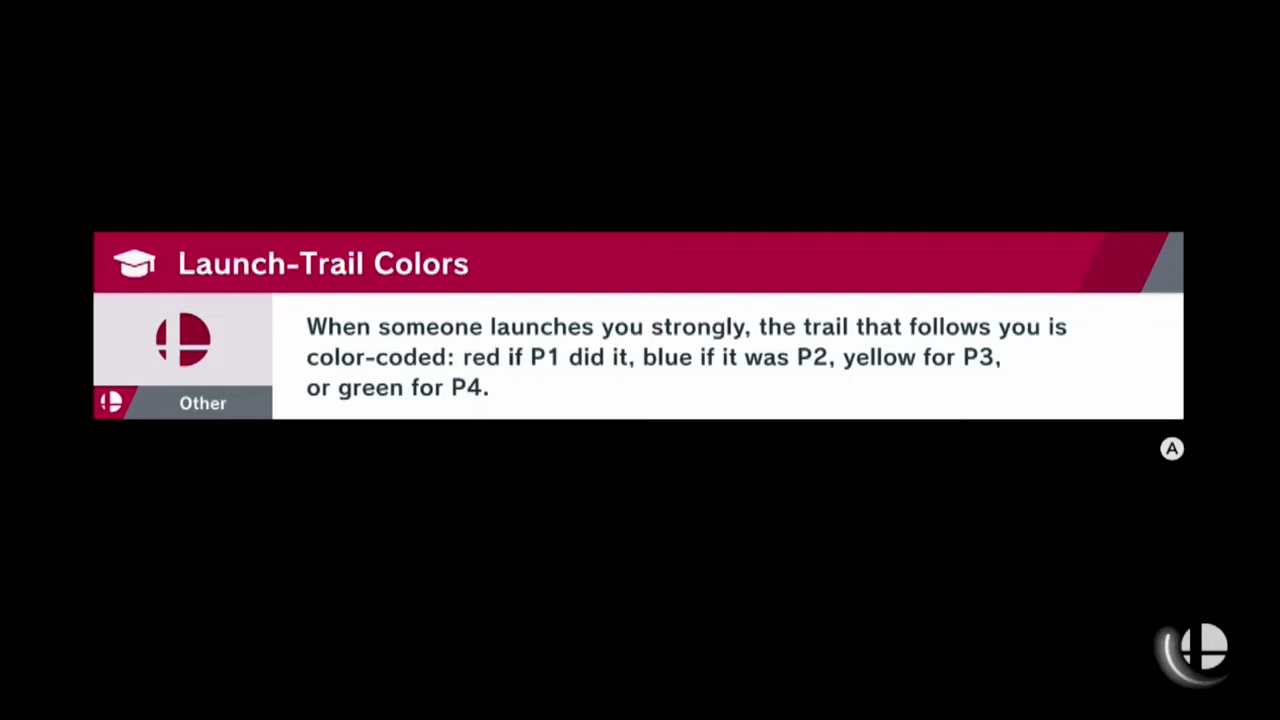 Launch-Trail Colors
When someone launches you strongly, the trail that follows you is
color-coded: red if P1 did it, blue if it was P2, yellow for P3,
or green for P4.
Other
A